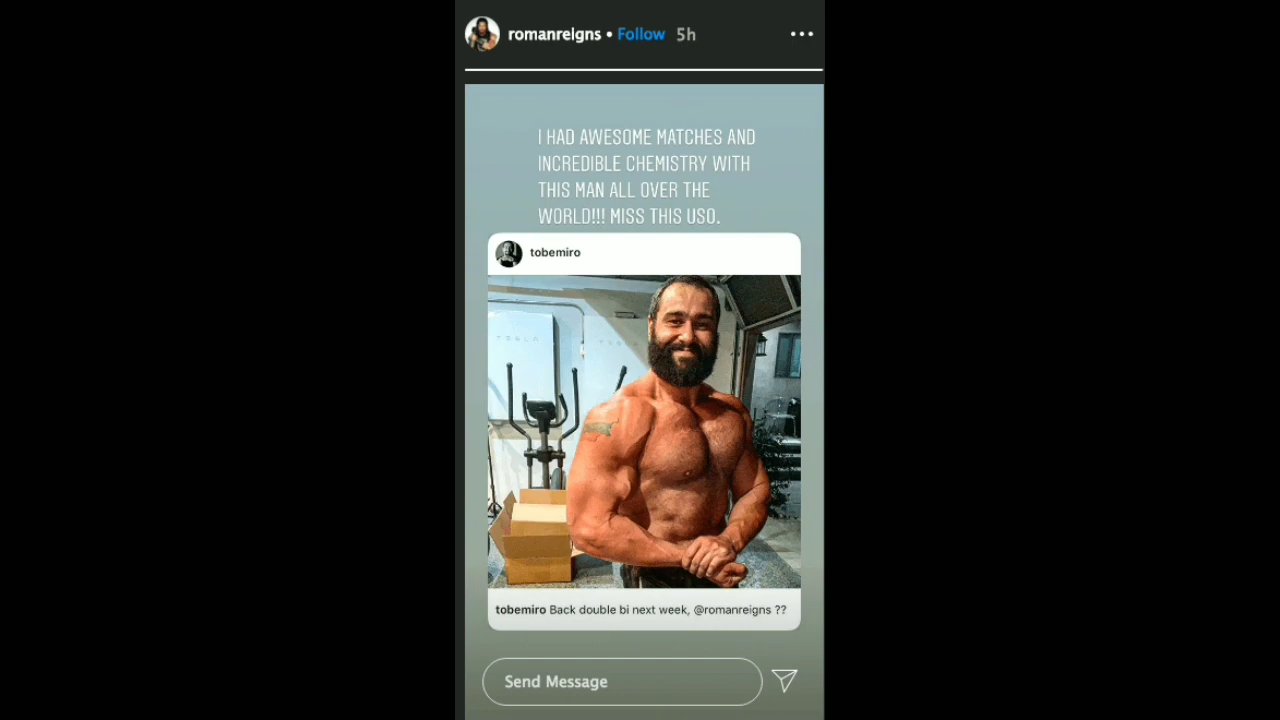 romanreigns • Follow 5h
I HAD AWESOME MATCHES AND
INCREDIBLE CHEMISTRY WITH
THIS MAN ALL OVER THE
WORLD!!! MISS THIS USO.
tobemiro
TESLA
tobemiro Back double bi next week, @romanreigns ??
Send Message